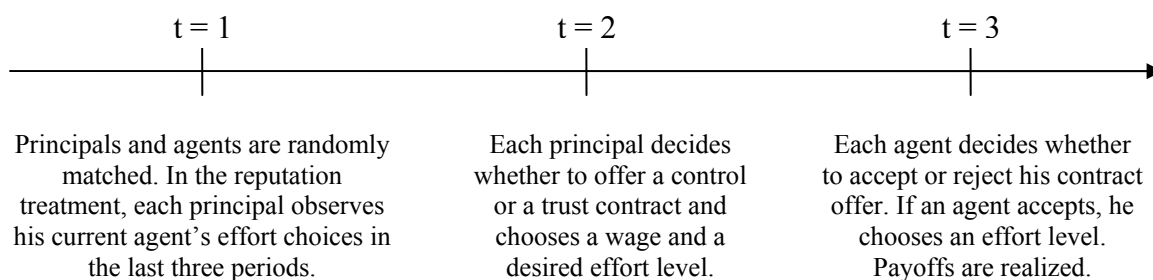 t = 1
t = 2
t = 3
Principals and agents are randomly
matched. In the reputation
treatment, each principal observes
his current agent's effort choices in
the last three periods.
Each principal decides
whether to offer a control
or a trust contract and
chooses a wage and a
desired effort level.
Each agent decides whether
to accept or reject his contract
offer. If an agent accepts, he
chooses an effort level.
Payoffs are realized.